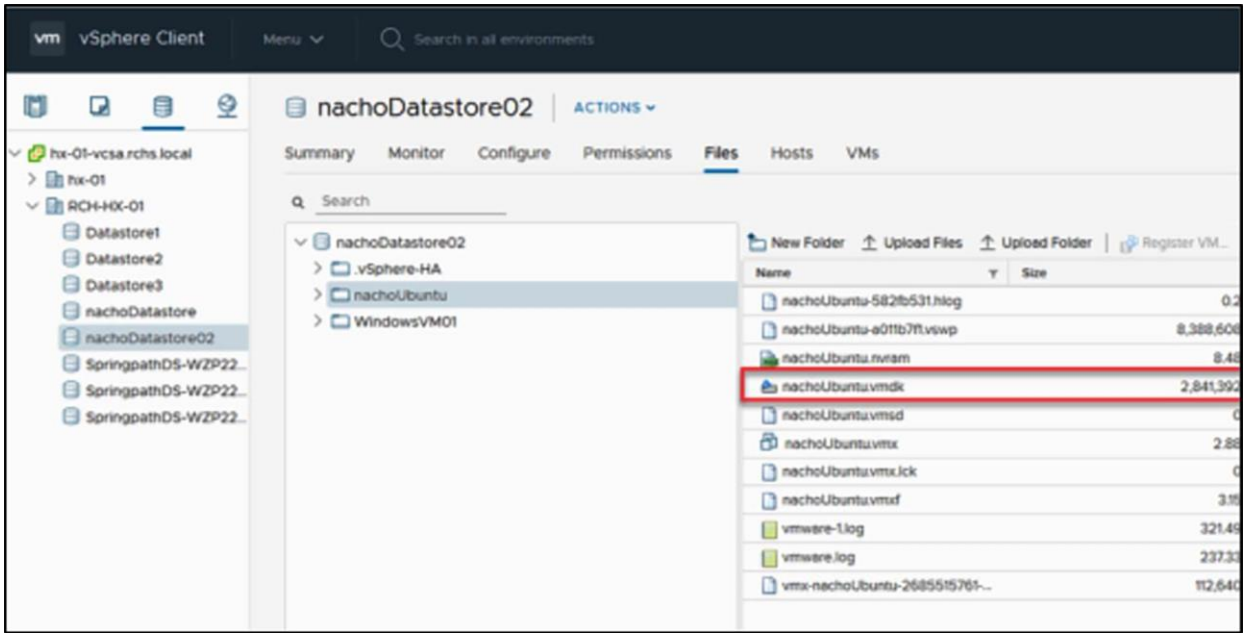 vm vSphere Client Menu Search in all environments
nachoDatastore02 ACTIONS
Summary Monitor Configure Permissions Files Hosts VMs
hx-01-vcsa.rchs.local
hx-01
RCH-HX-01
Datastore1
Datastore2
Datastore3
nachoDatastore
nachoDatastore02
SpringpathDS-WZP22...
SpringpathDS-WZP22...
SpringpathDS-WZP22...
Search
nachoDatastore02
.vSphere-HA
nachoUbuntu
WindowsVM01
New Folder Upload Files Upload Folder Register VM...
Name Size
nachoUbuntu-582fb531.hlog 0.2
nachoUbuntu-a011b7f1.vswp 8,388,608
nachoUbuntu.nvram 8.48
nachoUbuntu.vmdk 2,841,392
nachoUbuntu.vmsd 0
nachoUbuntu.vmx 2.88
nachoUbuntu.vmx.lck 0
nachoUbuntu.vmxf 3.15
vmware-1.log 321.49
vmware.log 237.33
vmx-nachoUbuntu-2685515761-... 112,640